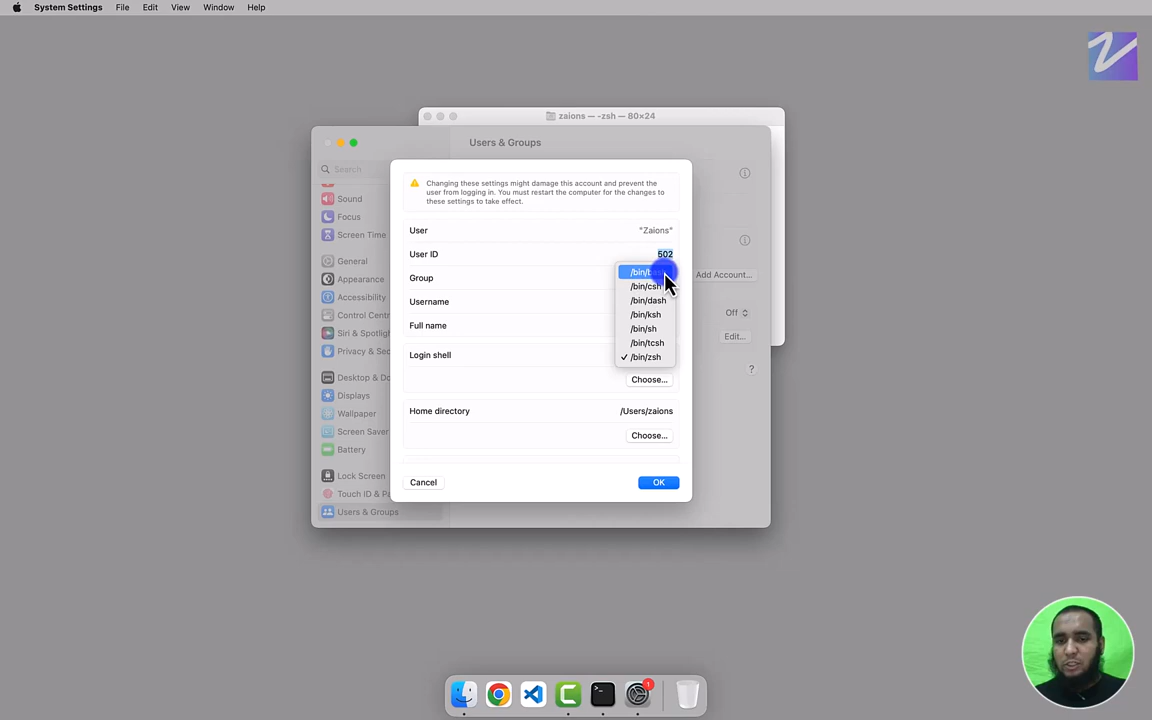 System Settings File Edit View Window Help
zaions — -zsh — 80×24
Users & Groups
Search
Sound
Focus
Screen Time
General
Appearance
Accessibility
Control Centr
Siri & Spotligh
Privacy & Sec
Desktop & Do
Displays
Wallpaper
Screen Saver
Battery
Lock Screen
Touch ID & Pa
Users & Groups
Changing these settings might damage this account and prevent the
user from logging in. You must restart the computer for the changes to
these settings to take effect.
User "Zaions"
User ID 502
Group
Username
Full name
Login shell
/bin/csh
/bin/dash
/bin/ksh
/bin/sh
/bin/tcsh
✓ /bin/zsh
Choose...
Home directory /Users/zaions
Choose...
Cancel OK
Add Account...
Off
Edit...
?
1